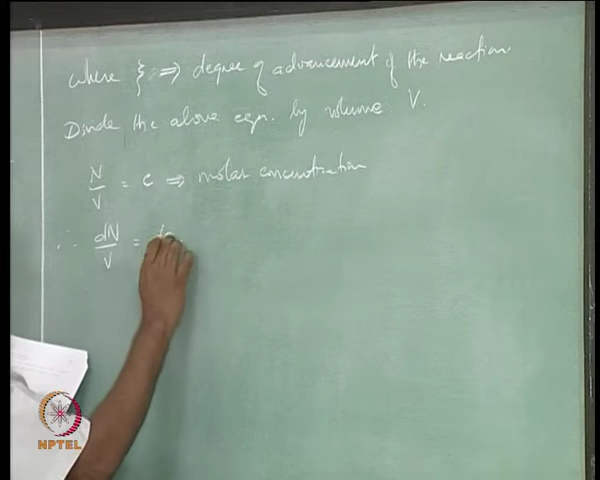 where ξ ⇒ degree of advancement of the reaction
Divide the above eqn. by volume V.
N/V = c ⇒ molar concentration
∴ dN/V =
NPTEL